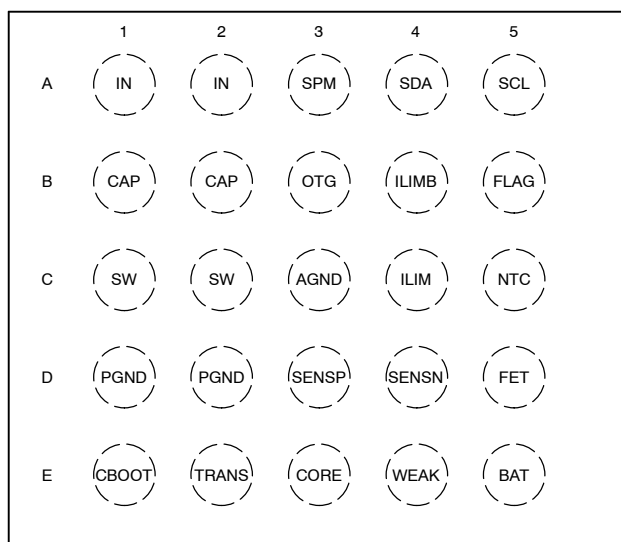 1 2 3 4 5
A IN IN SPM SDA SCL
B CAP CAP OTG ILIMB FLAG
C SW SW AGND ILIM NTC
D PGND PGND SENSP SENSN FET
E CBOOT TRANS CORE WEAK BAT